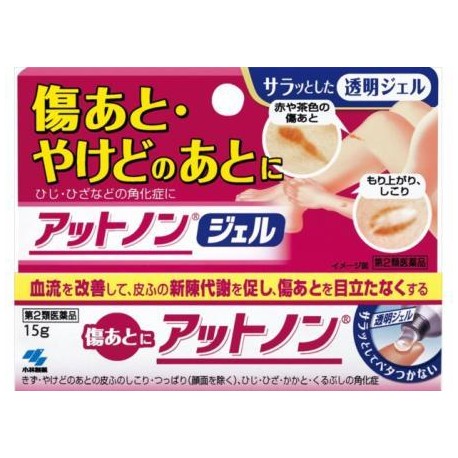 サラッとした 透明ジェル
傷あと・
やけどのあとに
赤や茶色の
傷あと
ひじ・ひざなどの角化症に
もり上がり、
しこり
アットノン® ジェル
イメージ図 第2類医薬品
血流を改善して、皮ふの新陳代謝を促し、傷あとを目立たなくする
第2類医薬品
15g
傷あとに アットノン®
透明ジェル
サラッとしてベタつかない
小林製薬
きず・やけどのあとの皮ふのしこり・つっぱり(顔面を除く)、ひじ・ひざ・かかと・くるぶしの角化症